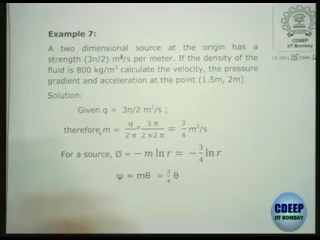 Example 7:
CDEEP
IIT Bombay
A two dimensional source at the origin has a
strength (3π/2) m³/s per meter. If the density of the
fluid is 800 kg/m³ calculate the velocity, the pressure
gradient and acceleration at the point (1.5m, 2m)
Solution:
Given q = 3π/2 m²/s ;
therefore, m = q/2π = 3π/2×2π = 3/4 m²/s
For a source, Ø = −m ln r = −3/4 ln r
Ψ = mθ = 3/4 θ
CDEEP
IIT BOMBAY